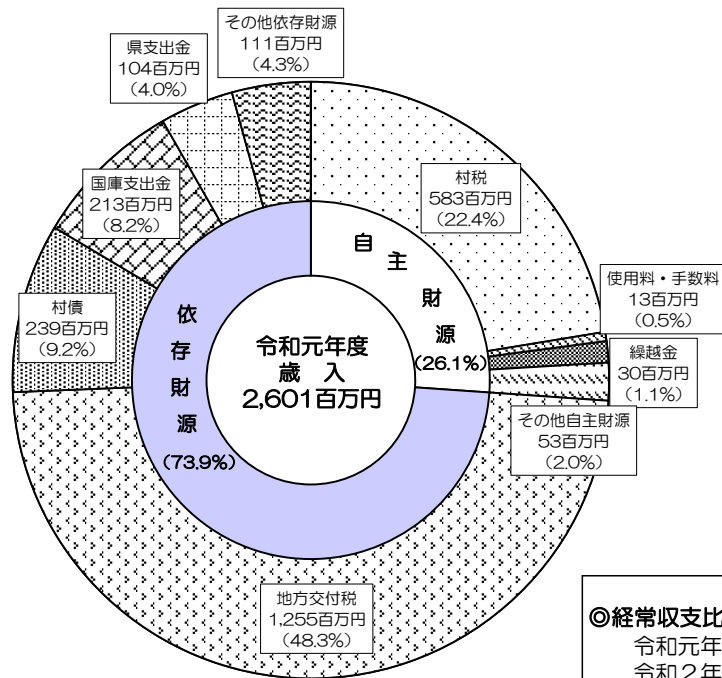 その他依存財源
111百万円
(4.3%)
県支出金
104百万円
(4.0%)
国庫支出金
213百万円
(8.2%)
村税
583百万円
(22.4%)
使用料・手数料
13百万円
(0.5%)
繰越金
30百万円
(1.1%)
その他自主財源
53百万円
(2.0%)
村債
239百万円
(9.2%)
自主財源
(26.1%)
依存財源
(73.9%)
令和元年度
歳 入
2,601百万円
地方交付税
1,255百万円
(48.3%)
◎経常収支比
令和元年
令和2年